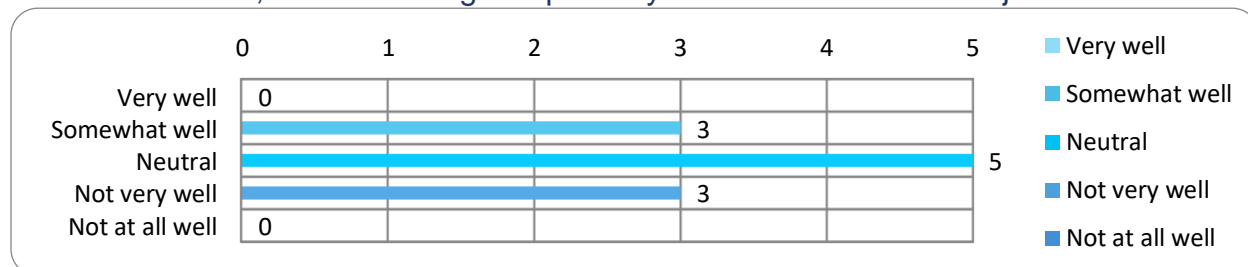 0 1 2 3 4 5
Very well 0
Somewhat well 3
Neutral 5
Not very well 3
Not at all well 0
Very well
Somewhat well
Neutral
Not very well
Not at all well